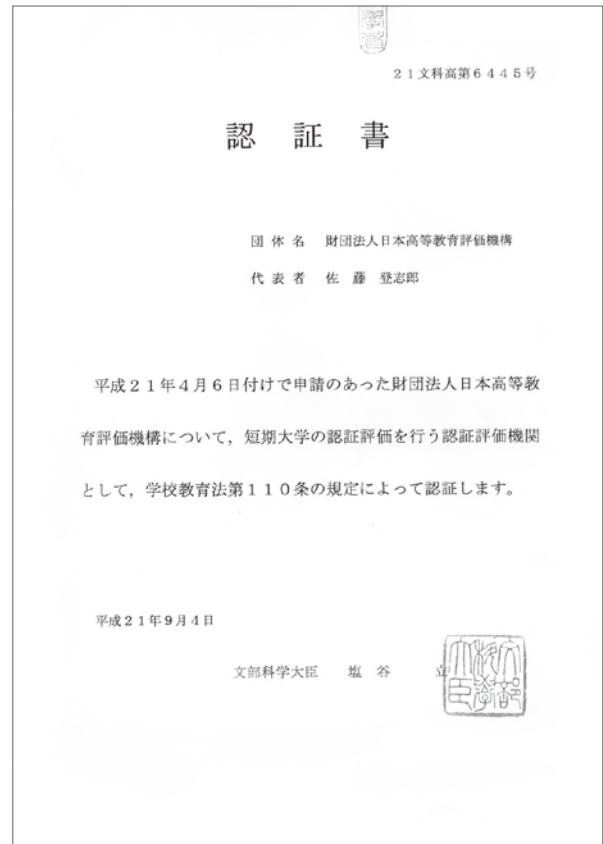 21文科高第6445号
認証書
団体名 財団法人日本高等教育評価機構
代表者 佐藤 登志郎
平成21年4月6日付けで申請のあった財団法人日本高等教
育評価機構について，短期大学の認証評価を行う認証評価機関
として，学校教育法第110条の規定によって認証します。
平成21年9月4日
文部科学大臣 塩谷 立
文部科学大臣